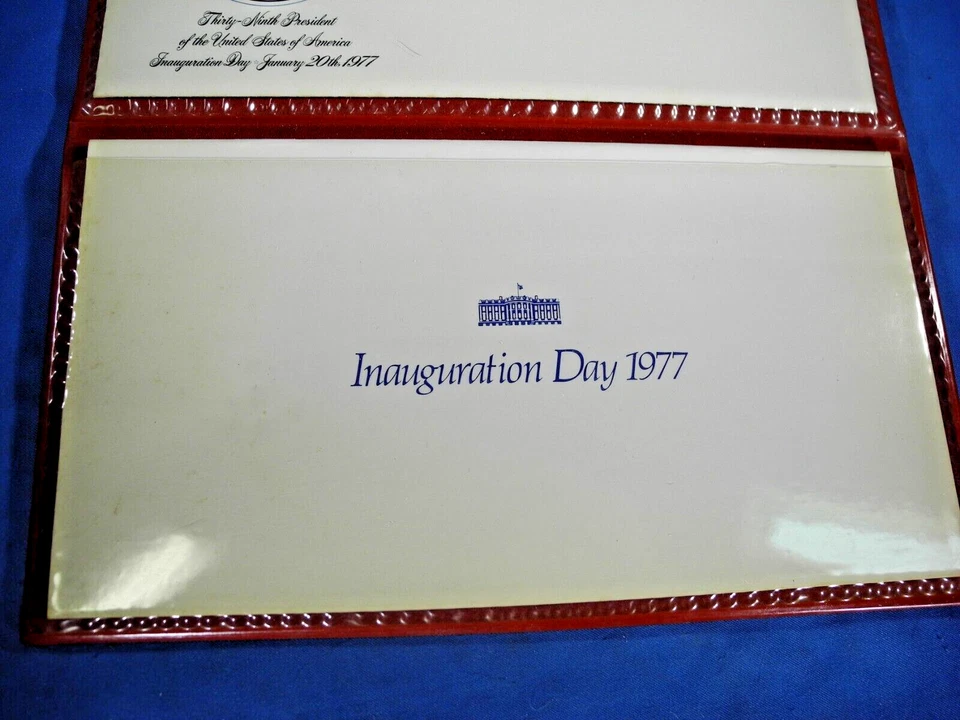 Thirty-Ninth President
of the United States of America
Inauguration Day January 20th, 1977
Inauguration Day 1977